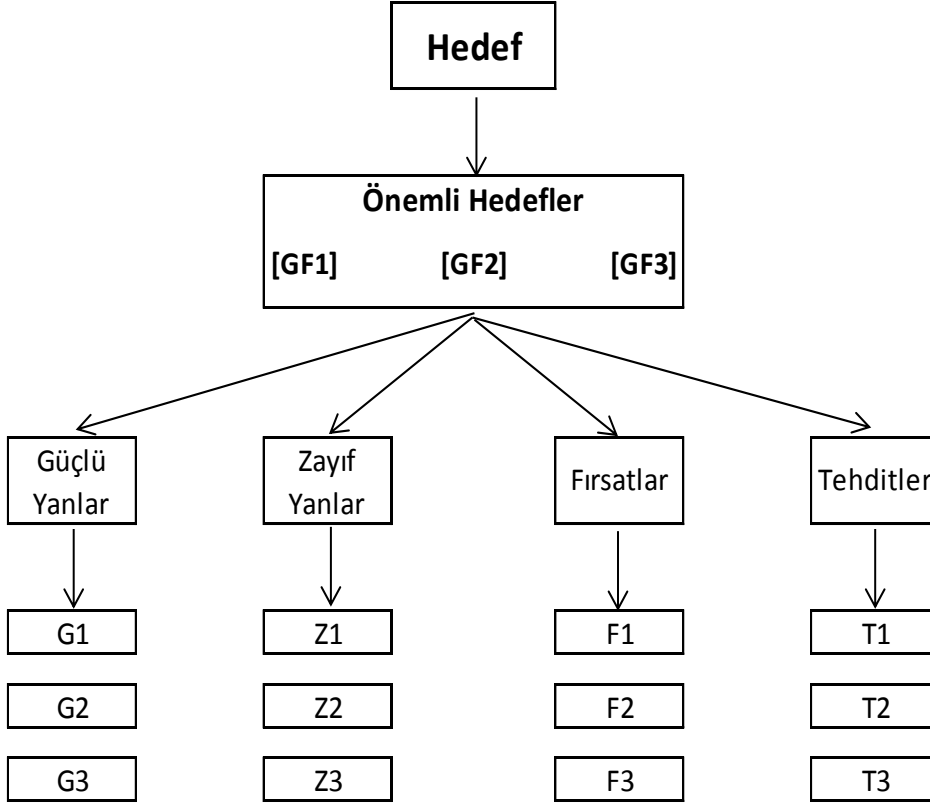 Hedef
Önemli Hedefler
[GF1] [GF2] [GF3]
Güçlü
Yanlar
Zayıf
Yanlar
Fırsatlar
Tehditler
G1 Z1 F1 T1
G2 Z2 F2 T2
G3 Z3 F3 T3